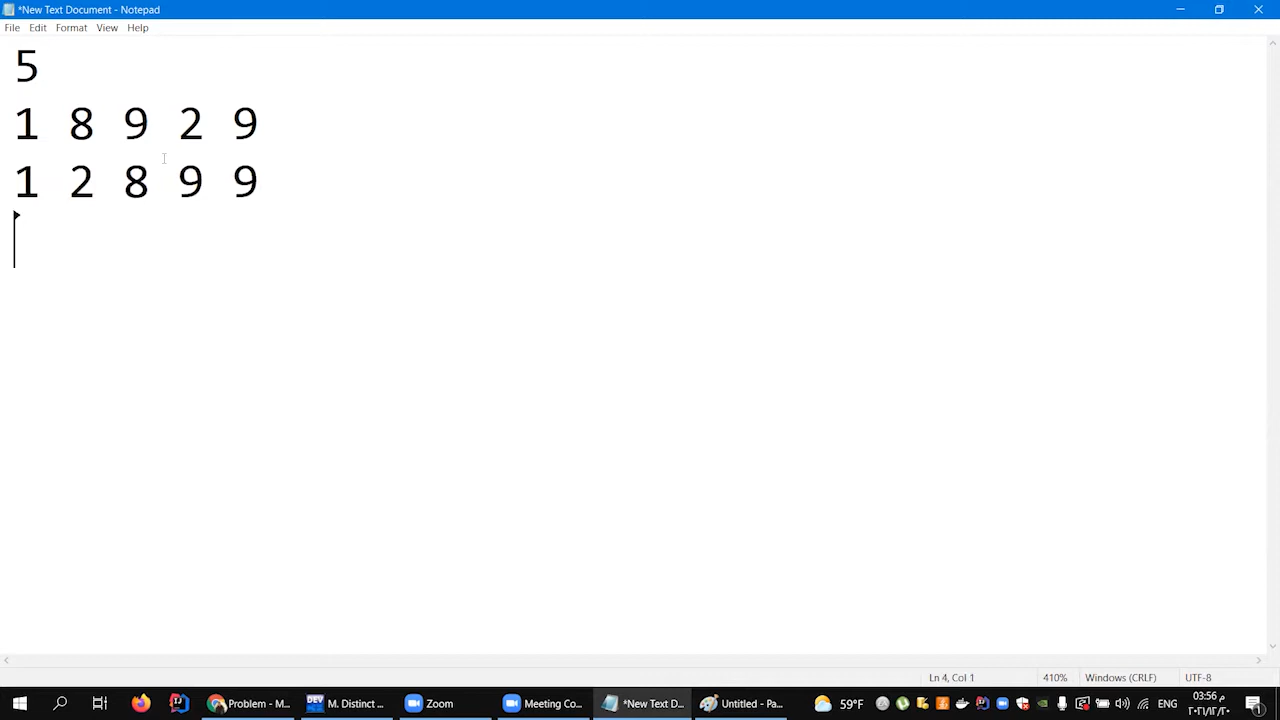 *New Text Document - Notepad
File Edit Format View Help
5
1 8 9 2 9
1 2 8 9 9
Ln 4, Col 1 410% Windows (CRLF) UTF-8
Problem - M... DEV M. Distinct ... Zoom Meeting Co... *New Text D... Untitled - Pa... 59°F ENG 03:56 م